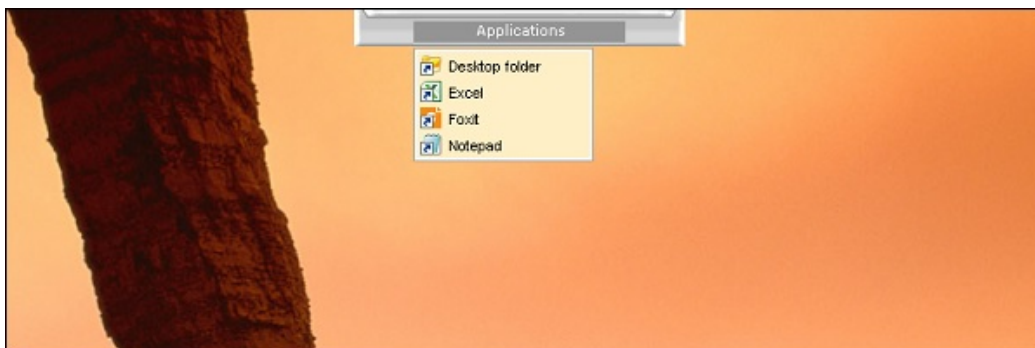 Applications
Desktop folder
Excel
Foxit
Notepad